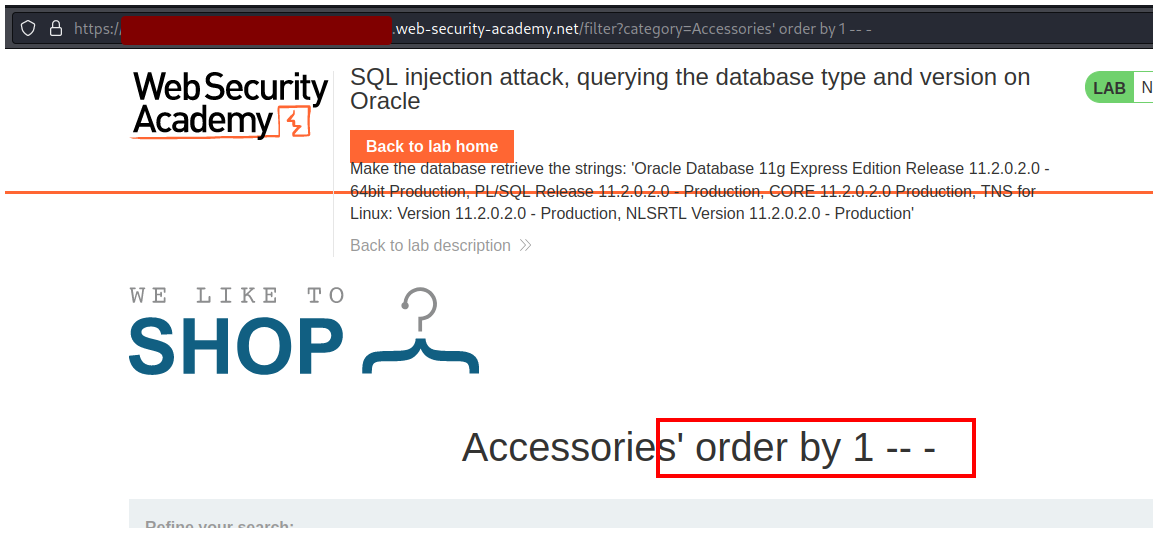 https:/ .web-security-academy.net/filter?category=Accessories' order by 1 -- -
Web Security
Academy
SQL injection attack, querying the database type and version on
Oracle
LAB N
Back to lab home
Make the database retrieve the strings: 'Oracle Database 11g Express Edition Release 11.2.0.2.0 -
64bit Production, PL/SQL Release 11.2.0.2.0 - Production, CORE 11.2.0.2.0 Production, TNS for
Linux: Version 11.2.0.2.0 - Production, NLSRTL Version 11.2.0.2.0 - Production'
Back to lab description
WE LIKE TO
SHOP
Accessories' order by 1 -- -
Refine your search: